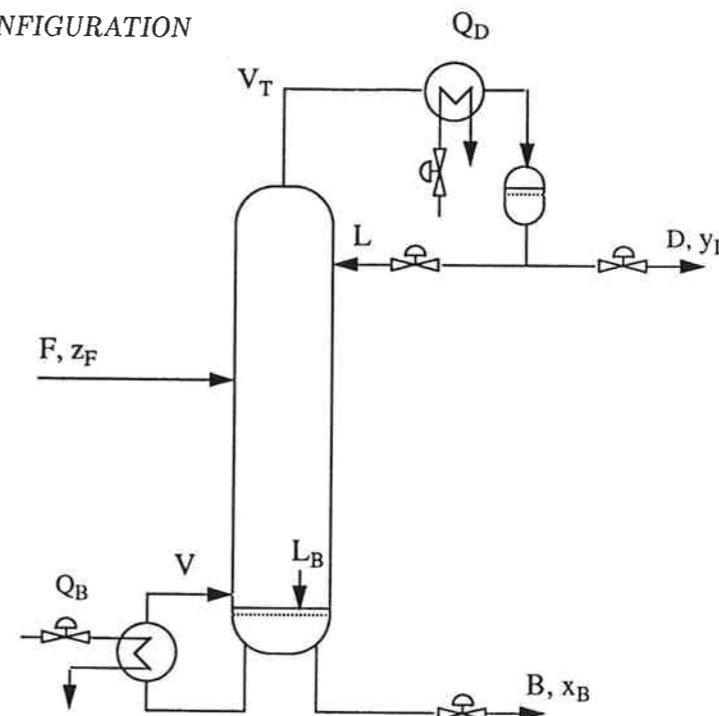 NFIGURATION
Q_D
V_T
L
D, y
F, z_F
L_B
V
Q_B
B, x_B